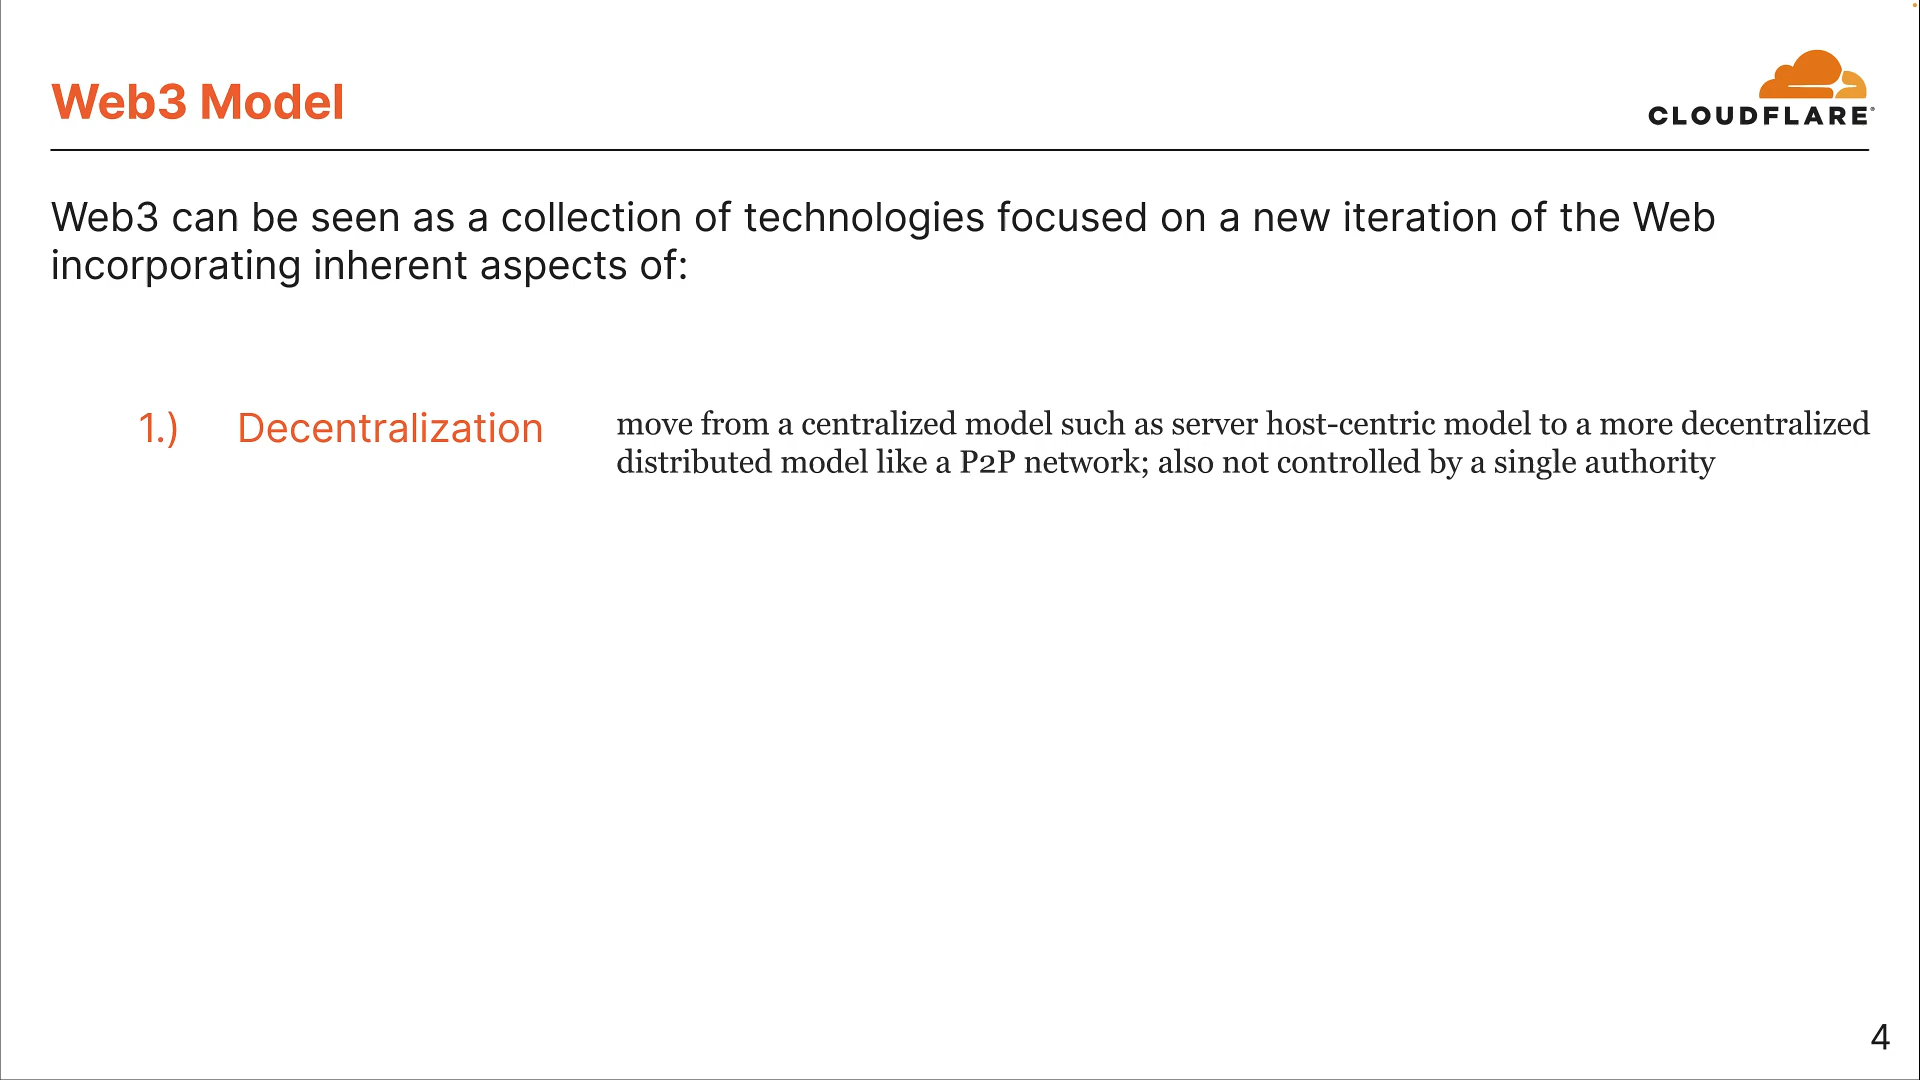 Web3 Model
CLOUDFLARE
Web3 can be seen as a collection of technologies focused on a new iteration of the Web
incorporating inherent aspects of:
1.) Decentralization
move from a centralized model such as server host-centric model to a more decentralized
distributed model like a P2P network; also not controlled by a single authority
4